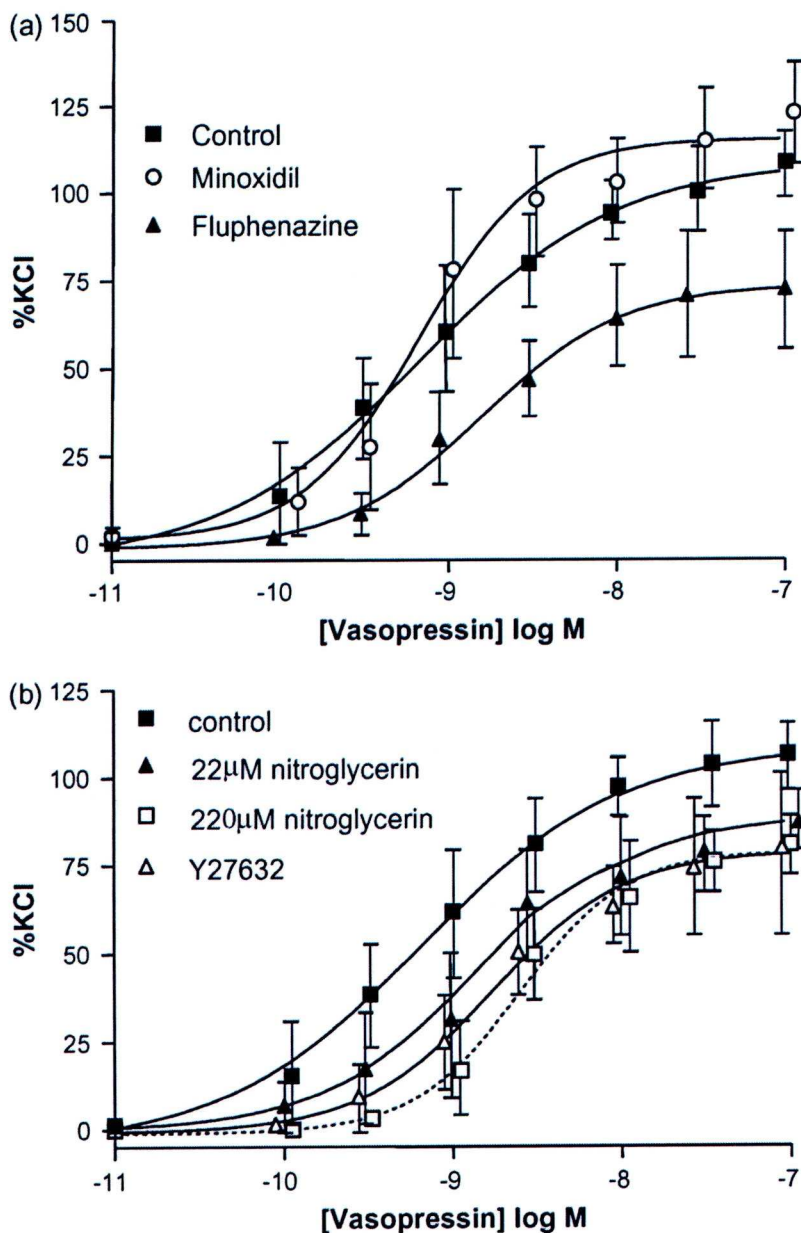 (a)
150
125
100
75
50
25
0
%KCl
Control
Minoxidil
Fluphenazine
-11 -10 -9 -8 -7
[Vasopressin] log M
(b)
125
100
75
50
25
0
%KCl
control
22μM nitroglycerin
220μM nitroglycerin
Y27632
-11 -10 -9 -8 -7
[Vasopressin] log M